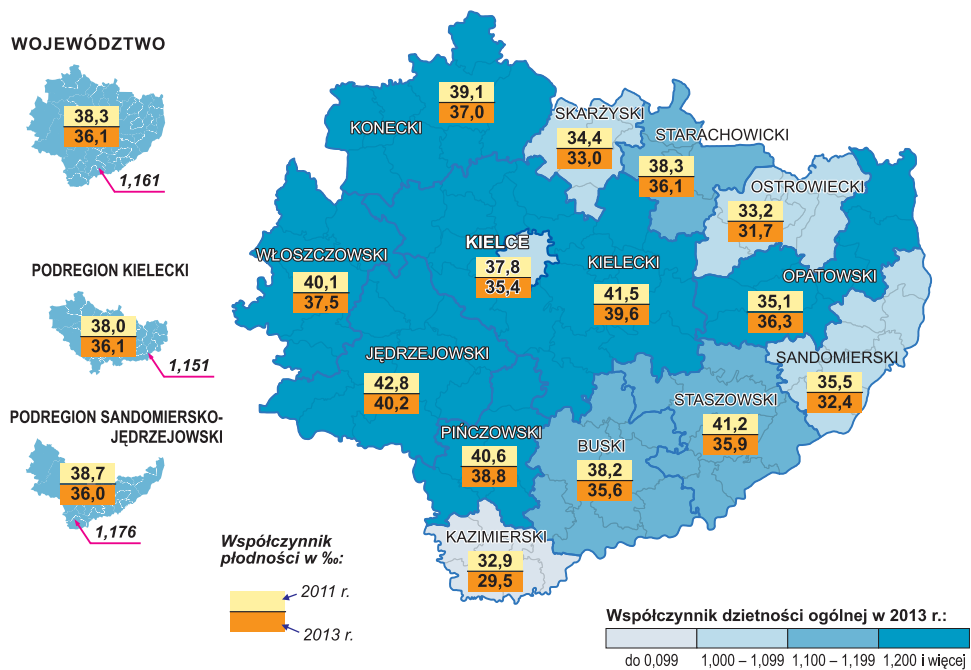 WOJEWÓDZTWO
38,3
36,1
1,161
PODREGION KIELECKI
38,0
36,1
1,151
PODREGION SANDOMIERSKO-
JĘDRZEJOWSKI
38,7
36,0
1,176
39,1
37,0
KONECKI
SKARŻYSKI
34,4
33,0
STARACHOWICKI
38,3
36,1
OSTROWIECKI
33,2
31,7
WŁOSZCZOWSKI
40,1
37,5
KIELCE
37,8
35,4
KIELECKI
41,5
39,6
OPATOWSKI
35,1
36,3
JĘDRZEJOWSKI
42,8
40,2
SANDOMIERSKI
35,5
32,4
STASZOWSKI
41,2
35,9
PIŃCZOWSKI
40,6
38,8
BUSKI
38,2
35,6
KAZIMIERSKI
32,9
29,5
Współczynnik
płodności w ‰:
2011 r.
2013 r.
Współczynnik dzietności ogólnej w 2013 r.:
do 0,099 1,000 – 1,099 1,100 – 1,199 1,200 i więcej